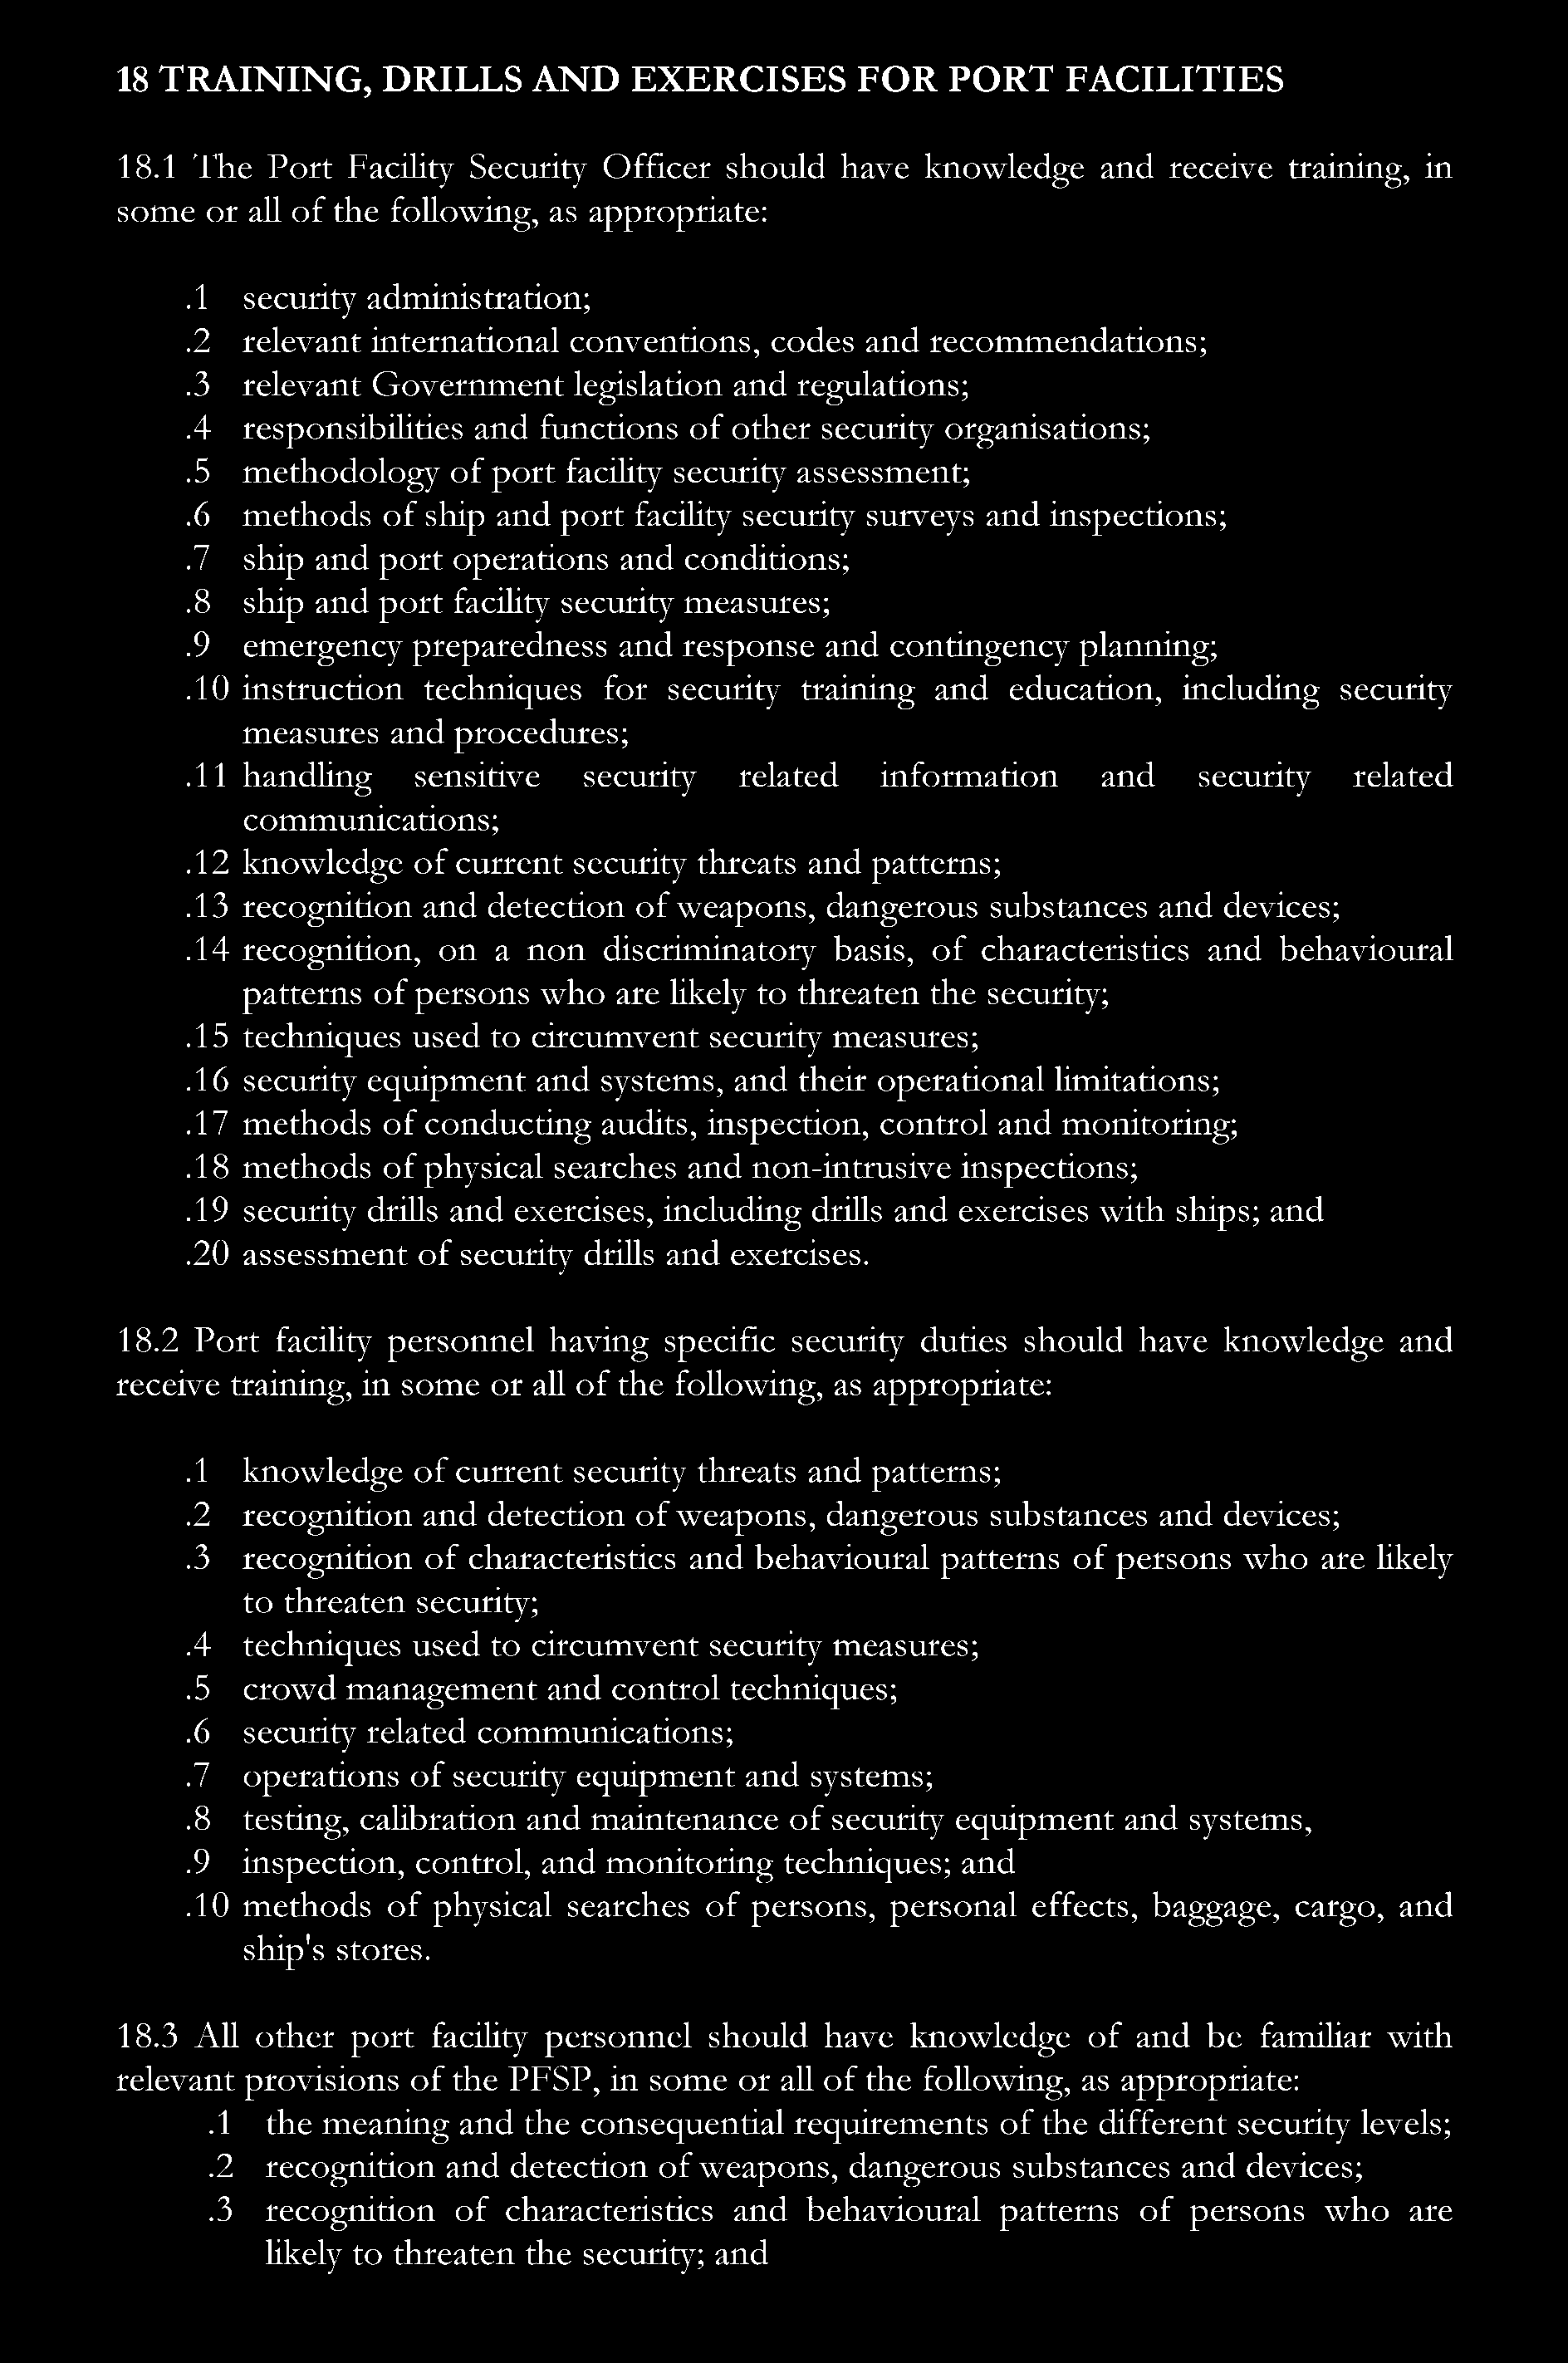 18 TRAINING, DRILLS AND EXERCISES FOR PORT FACILITIES
18.1 The Port Facility Security Officer should have knowledge and receive training, in
some or all of the following, as appropriate:
.1 security administration;
.2 relevant international conventions, codes and recommendations;
.3 relevant Government legislation and regulations;
.4 responsibilities and functions of other security organisations;
.5 methodology of port facility security assessment;
.6 methods of ship and port facility security surveys and inspections;
.7 ship and port operations and conditions;
.8 ship and port facility security measures;
.9 emergency preparedness and response and contingency planning;
.10 instruction techniques for security training and education, including security
measures and procedures;
.11 handling sensitive security related information and security related
communications;
.12 knowledge of current security threats and patterns;
.13 recognition and detection of weapons, dangerous substances and devices;
.14 recognition, on a non discriminatory basis, of characteristics and behavioural
patterns of persons who are likely to threaten the security;
.15 techniques used to circumvent security measures;
.16 security equipment and systems, and their operational limitations;
.17 methods of conducting audits, inspection, control and monitoring;
.18 methods of physical searches and non-intrusive inspections;
.19 security drills and exercises, including drills and exercises with ships; and
.20 assessment of security drills and exercises.
18.2 Port facility personnel having specific security duties should have knowledge and
receive training, in some or all of the following, as appropriate:
.1 knowledge of current security threats and patterns;
.2 recognition and detection of weapons, dangerous substances and devices;
.3 recognition of characteristics and behavioural patterns of persons who are likely
to threaten security;
.4 techniques used to circumvent security measures;
.5 crowd management and control techniques;
.6 security related communications;
.7 operations of security equipment and systems;
.8 testing, calibration and maintenance of security equipment and systems,
.9 inspection, control, and monitoring techniques; and
.10 methods of physical searches of persons, personal effects, baggage, cargo, and
ship's stores.
18.3 All other port facility personnel should have knowledge of and be familiar with
relevant provisions of the PFSP, in some or all of the following, as appropriate:
.1 the meaning and the consequential requirements of the different security levels;
.2 recognition and detection of weapons, dangerous substances and devices;
.3 recognition of characteristics and behavioural patterns of persons who are
likely to threaten the security; and